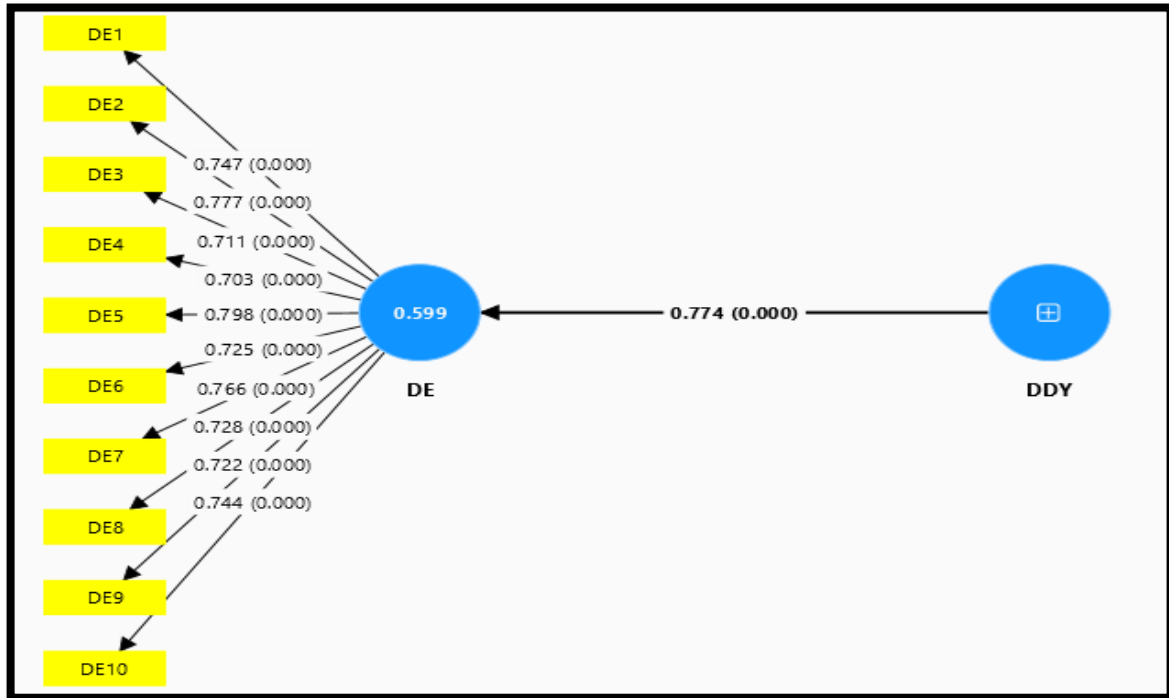 DE1
DE2
DE3
DE4
DE5
DE6
DE7
DE8
DE9
DE10
0.747 (0.000)
0.777 (0.000)
0.711 (0.000)
0.703 (0.000)
0.798 (0.000)
0.725 (0.000)
0.766 (0.000)
0.728 (0.000)
0.722 (0.000)
0.744 (0.000)
0.599
DE
0.774 (0.000)
DDY